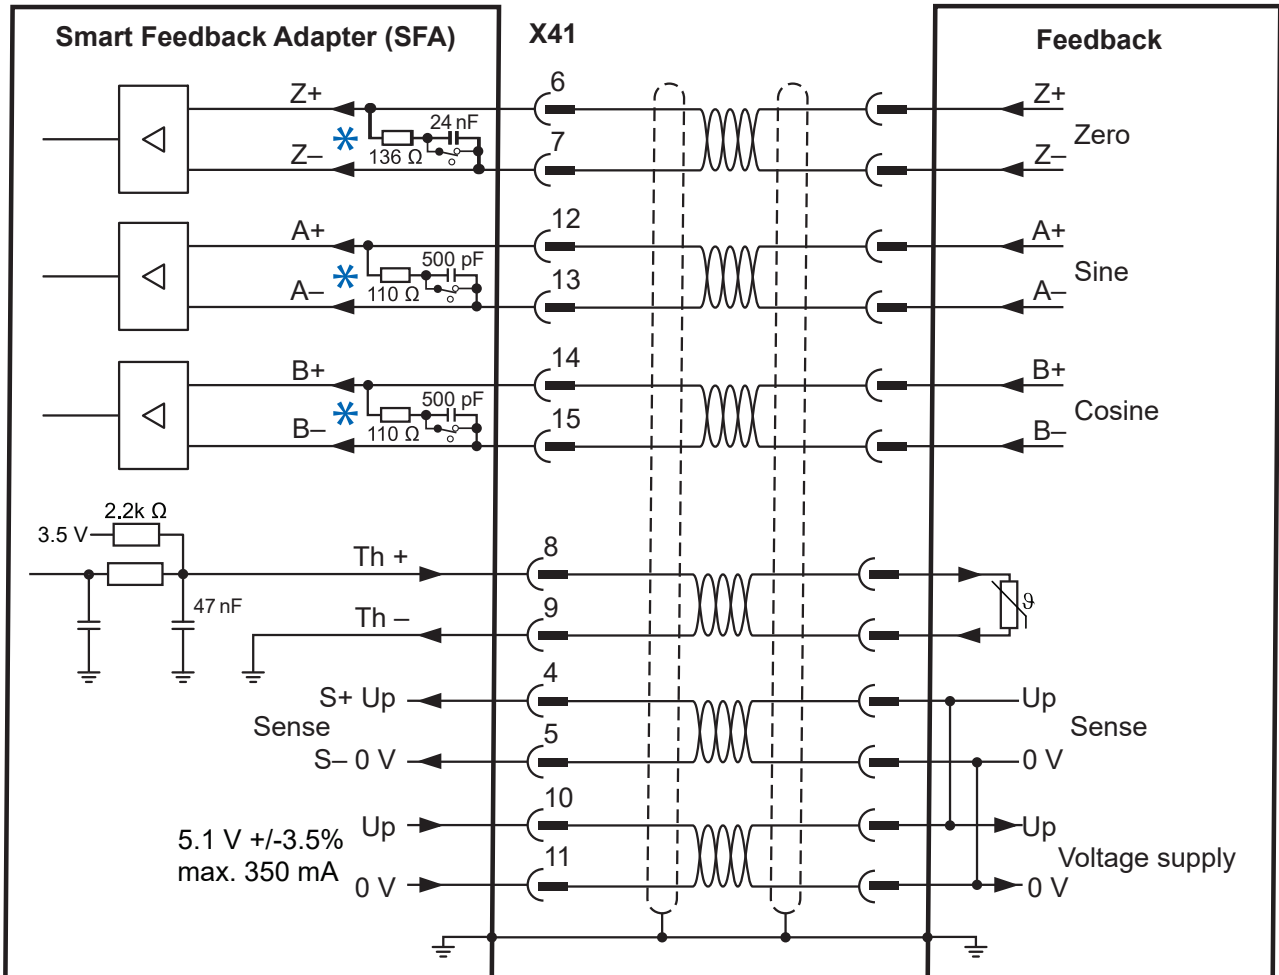 Smart Feedback Adapter (SFA)
X41
Feedback
Z+
6
Z+
24 nF
Zero
*
136 Ω
7
Z–
Z–
A+
12
A+
500 pF
Sine
*
110 Ω
13
A–
A–
B+
14
B+
500 pF
Cosine
*
110 Ω
15
B–
B–
2.2k Ω
3.5 V
Th +
8
47 nF
ϑ
Th –
9
S+ Up
4
Up
Sense
Sense
S– 0 V
5
0 V
5.1 V +/-3.5%
max. 350 mA
Up
10
Up
Voltage supply
0 V
11
0 V